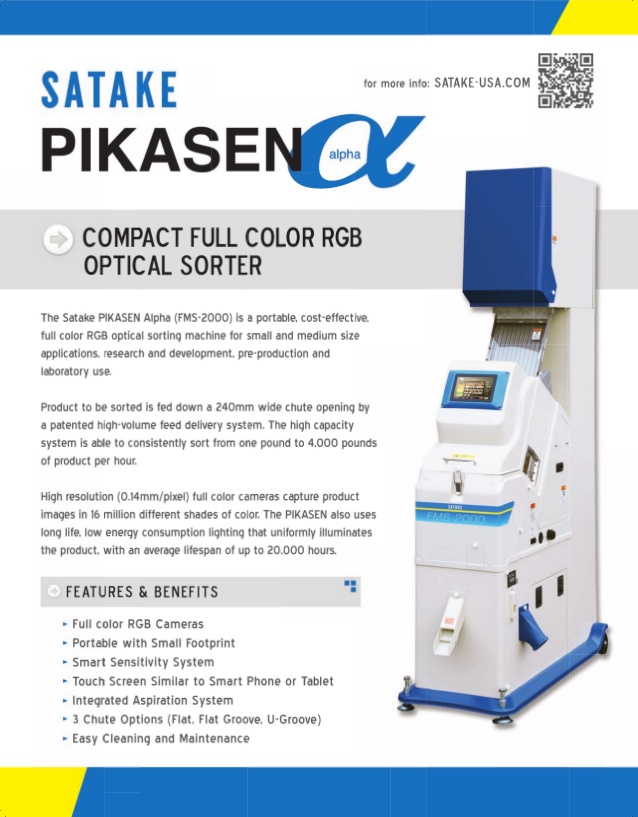 SATAKE
for more info: SATAKE-USA.COM
PIKASEN α
alpha
COMPACT FULL COLOR RGB
OPTICAL SORTER
The Satake PIKASEN Alpha (FMS-2000) is a portable, cost-effective,
full color RGB optical sorting machine for small and medium size
applications, research and development, pre-production and
laboratory use.
Product to be sorted is fed down a 240mm wide chute opening by
a patented high-volume feed delivery system. The high capacity
system is able to consistently sort from one pound to 4,000 pounds
of product per hour.
High resolution (0.14mm/pixel) full color cameras capture product
images in 16 million different shades of color. The PIKASEN also uses
long life, low energy consumption lighting that uniformly illuminates
the product, with an average lifespan of up to 20,000 hours.
FEATURES & BENEFITS
► Full color RGB Cameras
► Portable with Small Footprint
► Smart Sensitivity System
► Touch Screen Similar to Smart Phone or Tablet
► Integrated Aspiration System
► 3 Chute Options (Flat, Flat Groove, U-Groove)
► Easy Cleaning and Maintenance
SATAKE
FMS 2000